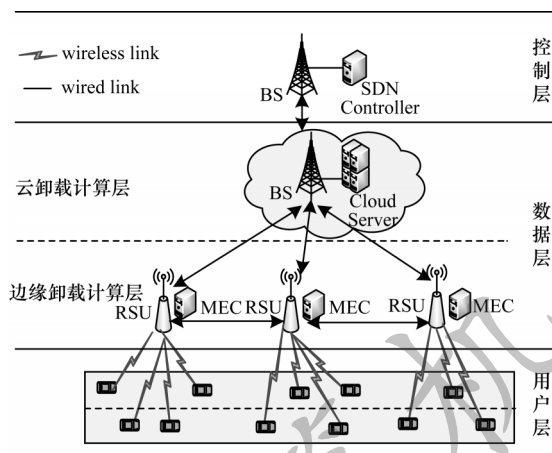 wireless link
wired link
BS
SDN
Controller
控制层
云卸载计算层
BS
Cloud
Server
数据层
边缘卸载计算层
RSU
MEC
RSU
MEC
RSU
MEC
用户层
机